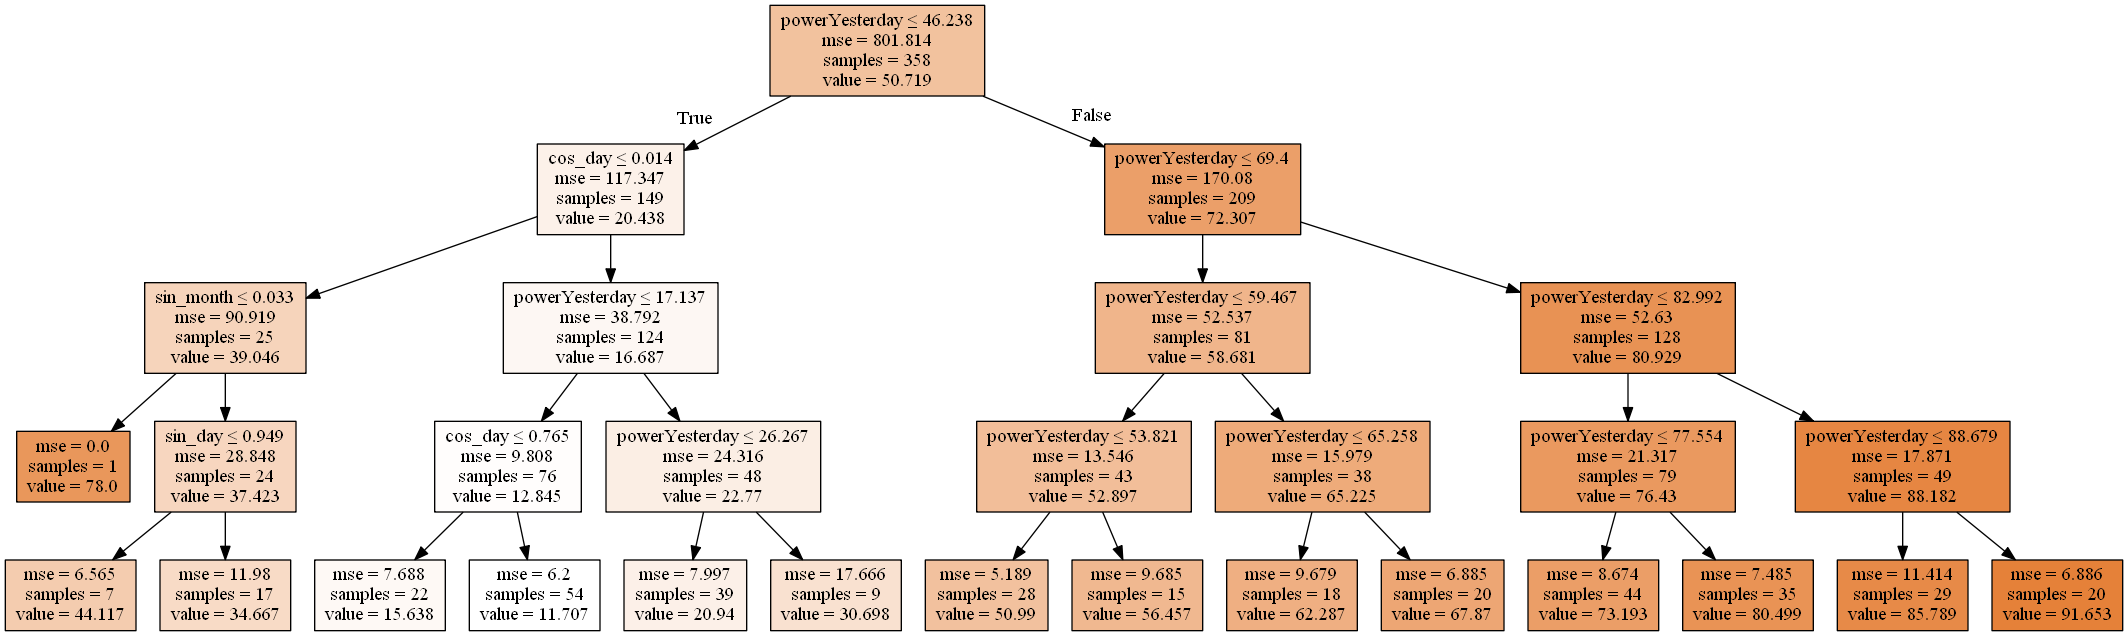 powerYesterday ≤ 46.238
mse = 801.814
samples = 358
value = 50.719
True
False
cos_day ≤ 0.014
mse = 117.347
samples = 149
value = 20.438
powerYesterday ≤ 69.4
mse = 170.08
samples = 209
value = 72.307
sin_month ≤ 0.033
mse = 90.919
samples = 25
value = 39.046
powerYesterday ≤ 17.137
mse = 38.792
samples = 124
value = 16.687
powerYesterday ≤ 59.467
mse = 52.537
samples = 81
value = 58.681
powerYesterday ≤ 82.992
mse = 52.63
samples = 128
value = 80.929
mse = 0.0
samples = 1
value = 78.0
sin_day ≤ 0.949
mse = 28.848
samples = 24
value = 37.423
cos_day ≤ 0.765
mse = 9.808
samples = 76
value = 12.845
powerYesterday ≤ 26.267
mse = 24.316
samples = 48
value = 22.77
powerYesterday ≤ 53.821
mse = 13.546
samples = 43
value = 52.897
powerYesterday ≤ 65.258
mse = 15.979
samples = 38
value = 65.225
powerYesterday ≤ 77.554
mse = 21.317
samples = 79
value = 76.43
powerYesterday ≤ 88.679
mse = 17.871
samples = 49
value = 88.182
mse = 6.565
samples = 7
value = 44.117
mse = 11.98
samples = 17
value = 34.667
mse = 7.688
samples = 22
value = 15.638
mse = 6.2
samples = 54
value = 11.707
mse = 7.997
samples = 39
value = 20.94
mse = 17.666
samples = 9
value = 30.698
mse = 5.189
samples = 28
value = 50.99
mse = 9.685
samples = 15
value = 56.457
mse = 9.679
samples = 18
value = 62.287
mse = 6.885
samples = 20
value = 67.87
mse = 8.674
samples = 44
value = 73.193
mse = 7.485
samples = 35
value = 80.499
mse = 11.414
samples = 29
value = 85.789
mse = 6.886
samples = 20
value = 91.653